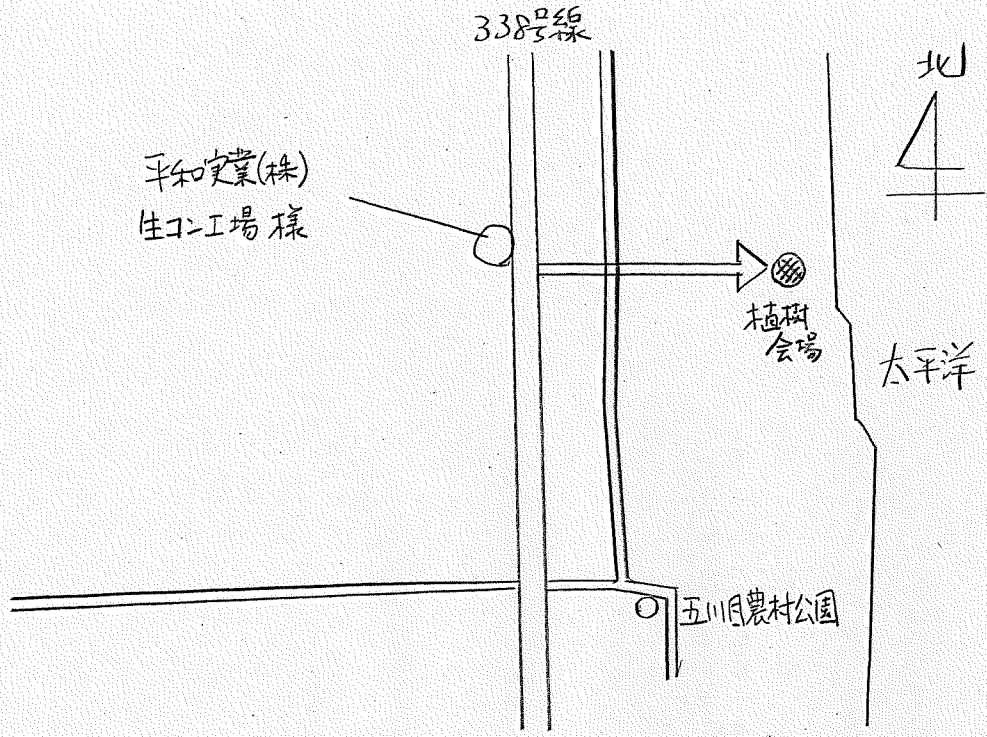 338号線
北
平和実業(株)
生コン工場 様
植樹
会場
太平洋
五川目農村公園